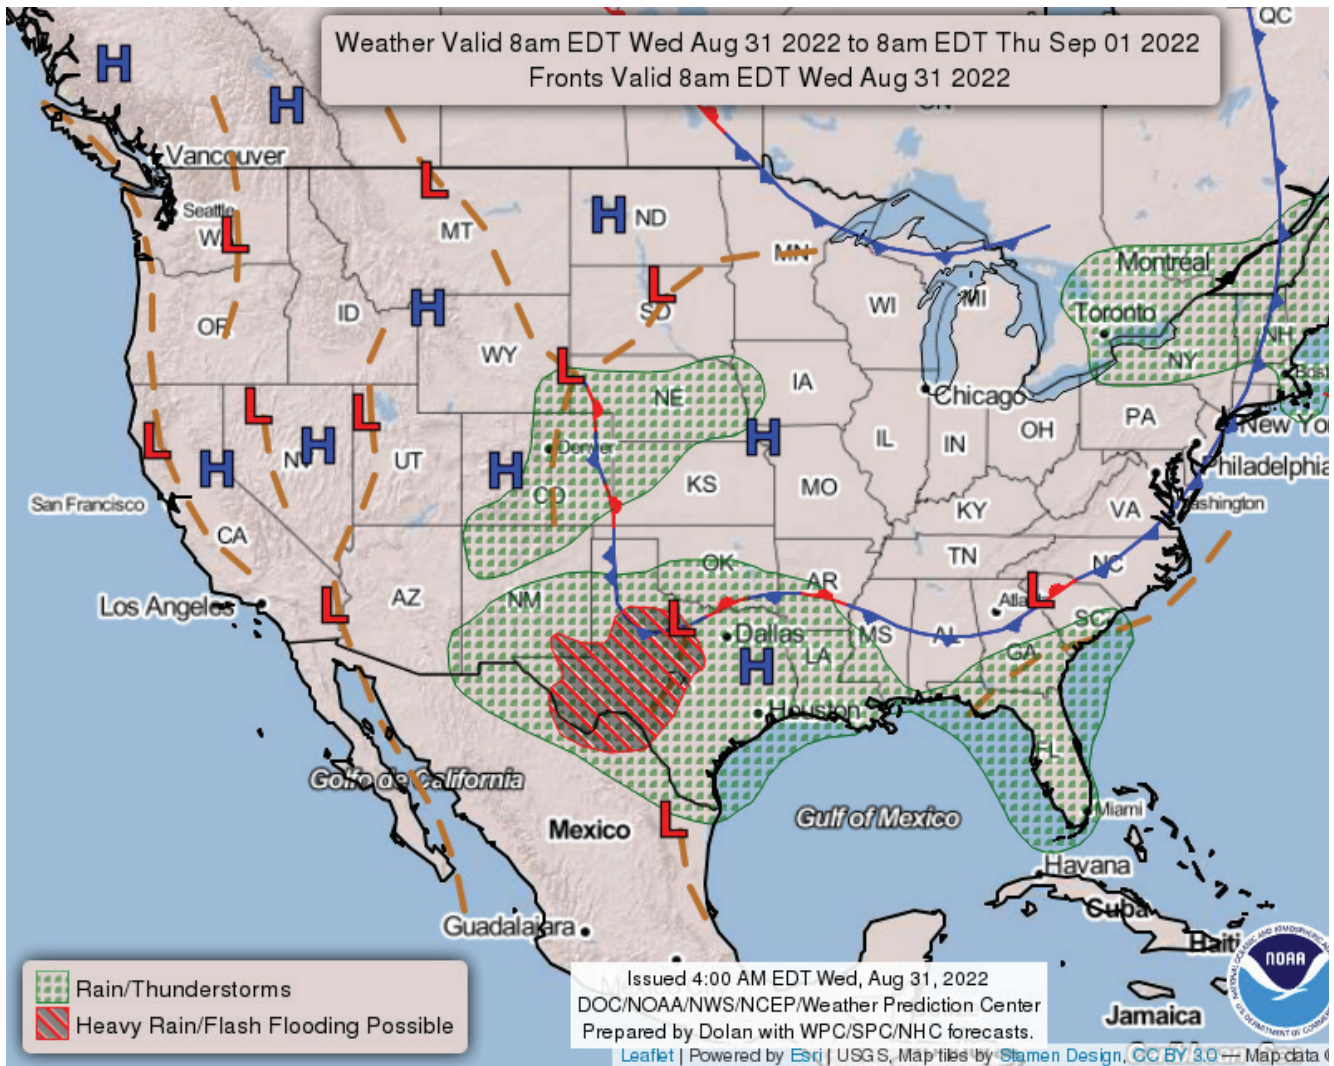 QC
Weather Valid 8am EDT Wed Aug 31 2022 to 8am EDT Thu Sep 01 2022
Fronts Valid 8am EDT Wed Aug 31 2022
H
H
Vancouver
L
Seattle
L
H
ND
MT
MN
Montréal
L
H
ID
SD
WI
MI
Toronto
OR
NH
WY
L
NY
Bost
IA
NE
Chicago
L
L
PA
New Yo
L
H
H
H
Denver
H
UT
IL
IN
OH
Philadelphia
CO
KS
MO
San Francisco
KY
VA
ashington
CA
TN
NC
OK
AR
Los Angeles
L
AZ
NM
L
Atla
L
SC
Dallas
MS
AL
H
LA
GA
Houston
FL
Golfo de California
L
Miami
Mexico
Gulf of Mexico
Havana
Cuba
Guadalajara
Haiti
NOAA
Rain/Thunderstorms
Heavy Rain/Flash Flooding Possible
Issued 4:00 AM EDT Wed, Aug 31, 2022
DOC/NOAA/NWS/NCEP/Weather Prediction Center
Prepared by Dolan with WPC/SPC/NHC forecasts.
Jamaica
Leaflet | Powered by Esri | USGS, Map tiles by Stamen Design, CC BY 3.0 — Map data ©